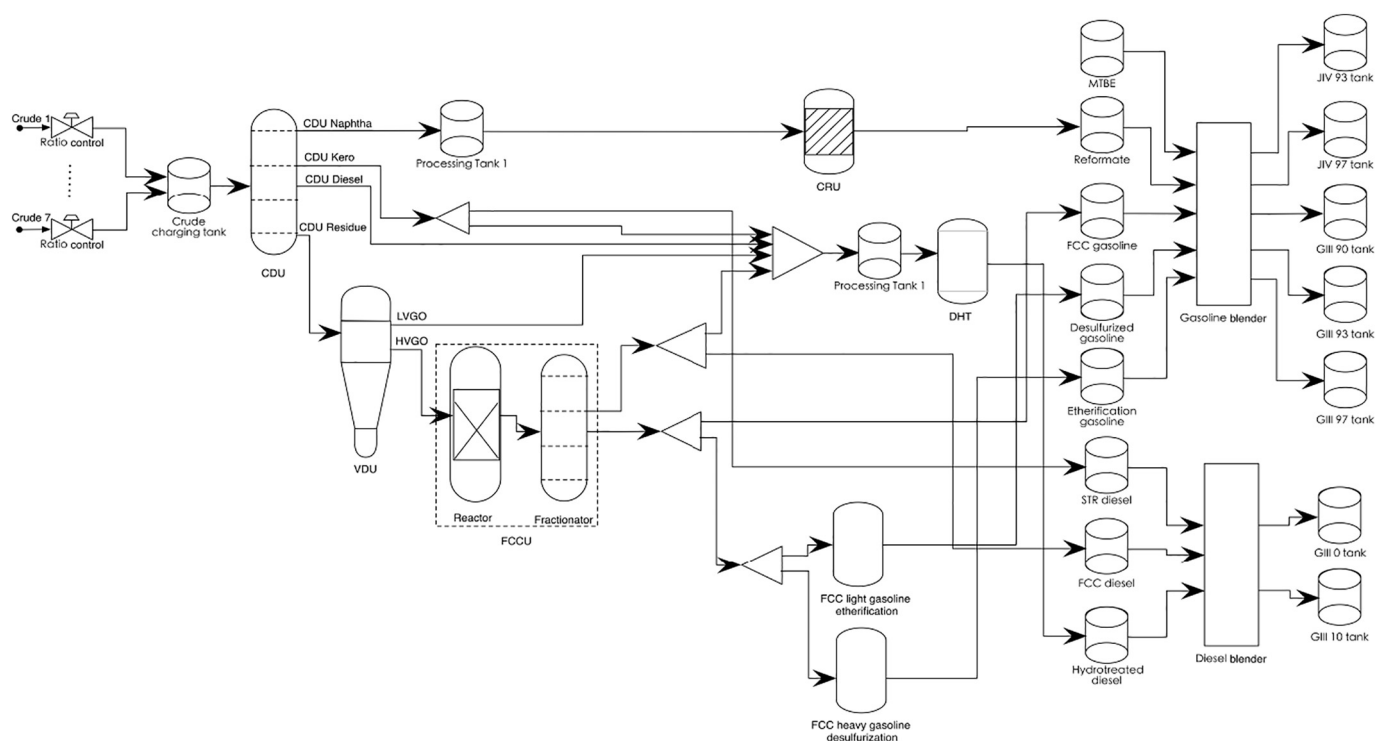 Crude 1
Ratio control
Crude 7
Ratio control
Crude
charging tank
CDU
CDU Naphtha
CDU Kero
CDU Diesel
CDU Residue
Processing Tank 1
CRU
LVGO
HVGO
VDU
Reactor
Fractionator
FCCU
Processing Tank 1
DHT
FCC light gasoline
etherification
FCC heavy gasoline
desulfurization
MTBE
Reformate
FCC gasoline
Desulfurized
gasoline
Etherification
gasoline
STR diesel
FCC diesel
Hydrotreated
diesel
Gasoline blender
Diesel blender
JIV 93 tank
JIV 97 tank
GIII 90 tank
GIII 93 tank
GIII 97 tank
GIII 0 tank
GIII 10 tank